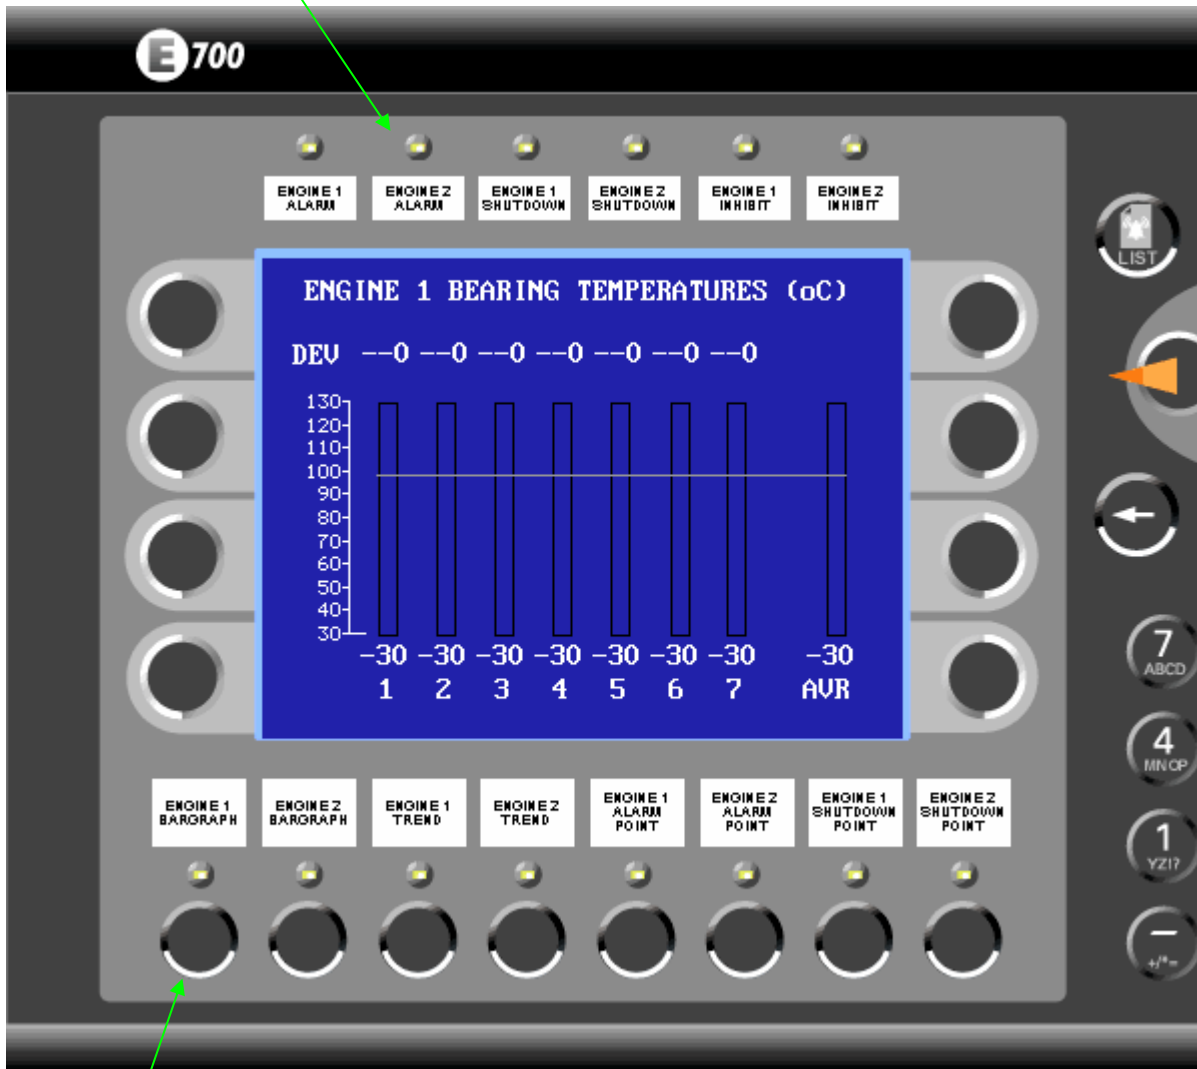 E700
ENGINE 1 ALARM
ENGINE 2 ALARM
ENGINE 1 SHUTDOWN
ENGINE 2 SHUTDOWN
ENGINE 1 INHIBIT
ENGINE 2 INHIBIT
LIST
ENGINE 1 BEARING TEMPERATURES (oC)
DEV --0 --0 --0 --0 --0 --0 --0
130
120
110
100
90
80
70
60
50
40
30
-30 -30 -30 -30 -30 -30 -30 -30
1 2 3 4 5 6 7 AVR
7
ABCD
4
MNOP
1
YZ!?
−
+/*=
ENGINE 1 BARGRAPH
ENGINE 2 BARGRAPH
ENGINE 1 TREND
ENGINE 2 TREND
ENGINE 1 ALARM POINT
ENGINE 2 ALARM POINT
ENGINE 1 SHUTDOWN POINT
ENGINE 2 SHUTDOWN POINT